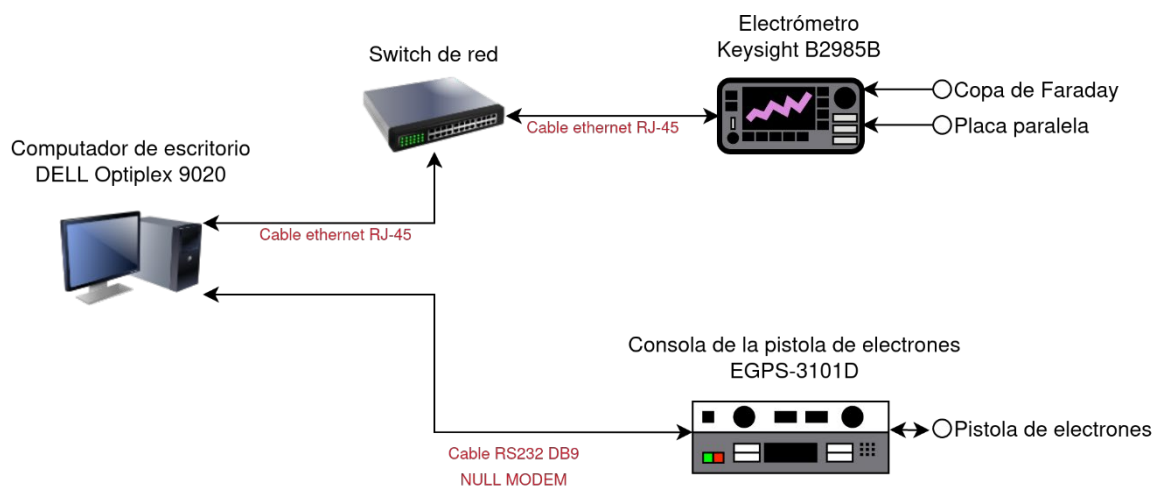 Electrómetro
Keysight B2985B
Switch de red
Copa de Faraday
Cable ethernet RJ-45
Placa paralela
Computador de escritorio
DELL Optiplex 9020
Cable ethernet RJ-45
Consola de la pistola de electrones
EGPS-3101D
Pistola de electrones
Cable RS232 DB9
NULL MODEM